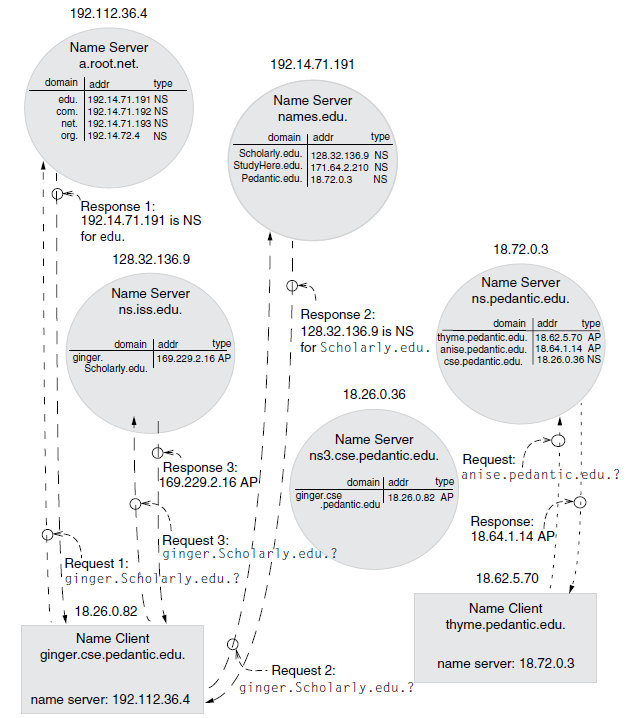 192.112.36.4
Name Server
a.root.net.
domain addr type
edu. 192.14.71.191 NS
com. 192.14.71.192 NS
net. 192.14.71.193 NS
org. 192.14.72.4 NS
192.14.71.191
Name Server
names.edu.
domain addr type
Scholarly.edu. 128.32.136.9 NS
StudyHere.edu. 171.64.2.210 NS
Pedantic.edu. 18.72.0.3 NS
Response 1:
192.14.71.191 is NS
for edu.
128.32.136.9
Name Server
ns.iss.edu.
domain addr type
ginger. 169.229.2.16 AP
Scholarly.edu.
Response 2:
128.32.136.9 is NS
for Scholarly.edu.
18.72.0.3
Name Server
ns.pedantic.edu.
domain addr type
thyme.pedantic.edu. 18.62.5.70 AP
anise.pedantic.edu. 18.64.1.14 AP
cse.pedantic.edu. 18.26.0.36 NS
18.26.0.36
Name Server
ns3.cse.pedantic.edu.
domain addr type
ginger.cse 18.26.0.82 AP
.pedantic.edu
Response 3:
169.229.2.16 AP
Request:
anise.pedantic.edu.?
Response:
18.64.1.14 AP
Request 3:
ginger.Scholarly.edu.?
Request 1:
ginger.Scholarly.edu.?
18.26.0.82
Name Client
ginger.cse.pedantic.edu.
name server: 192.112.36.4
Request 2:
ginger.Scholarly.edu.?
18.62.5.70
Name Client
thyme.pedantic.edu.
name server: 18.72.0.3